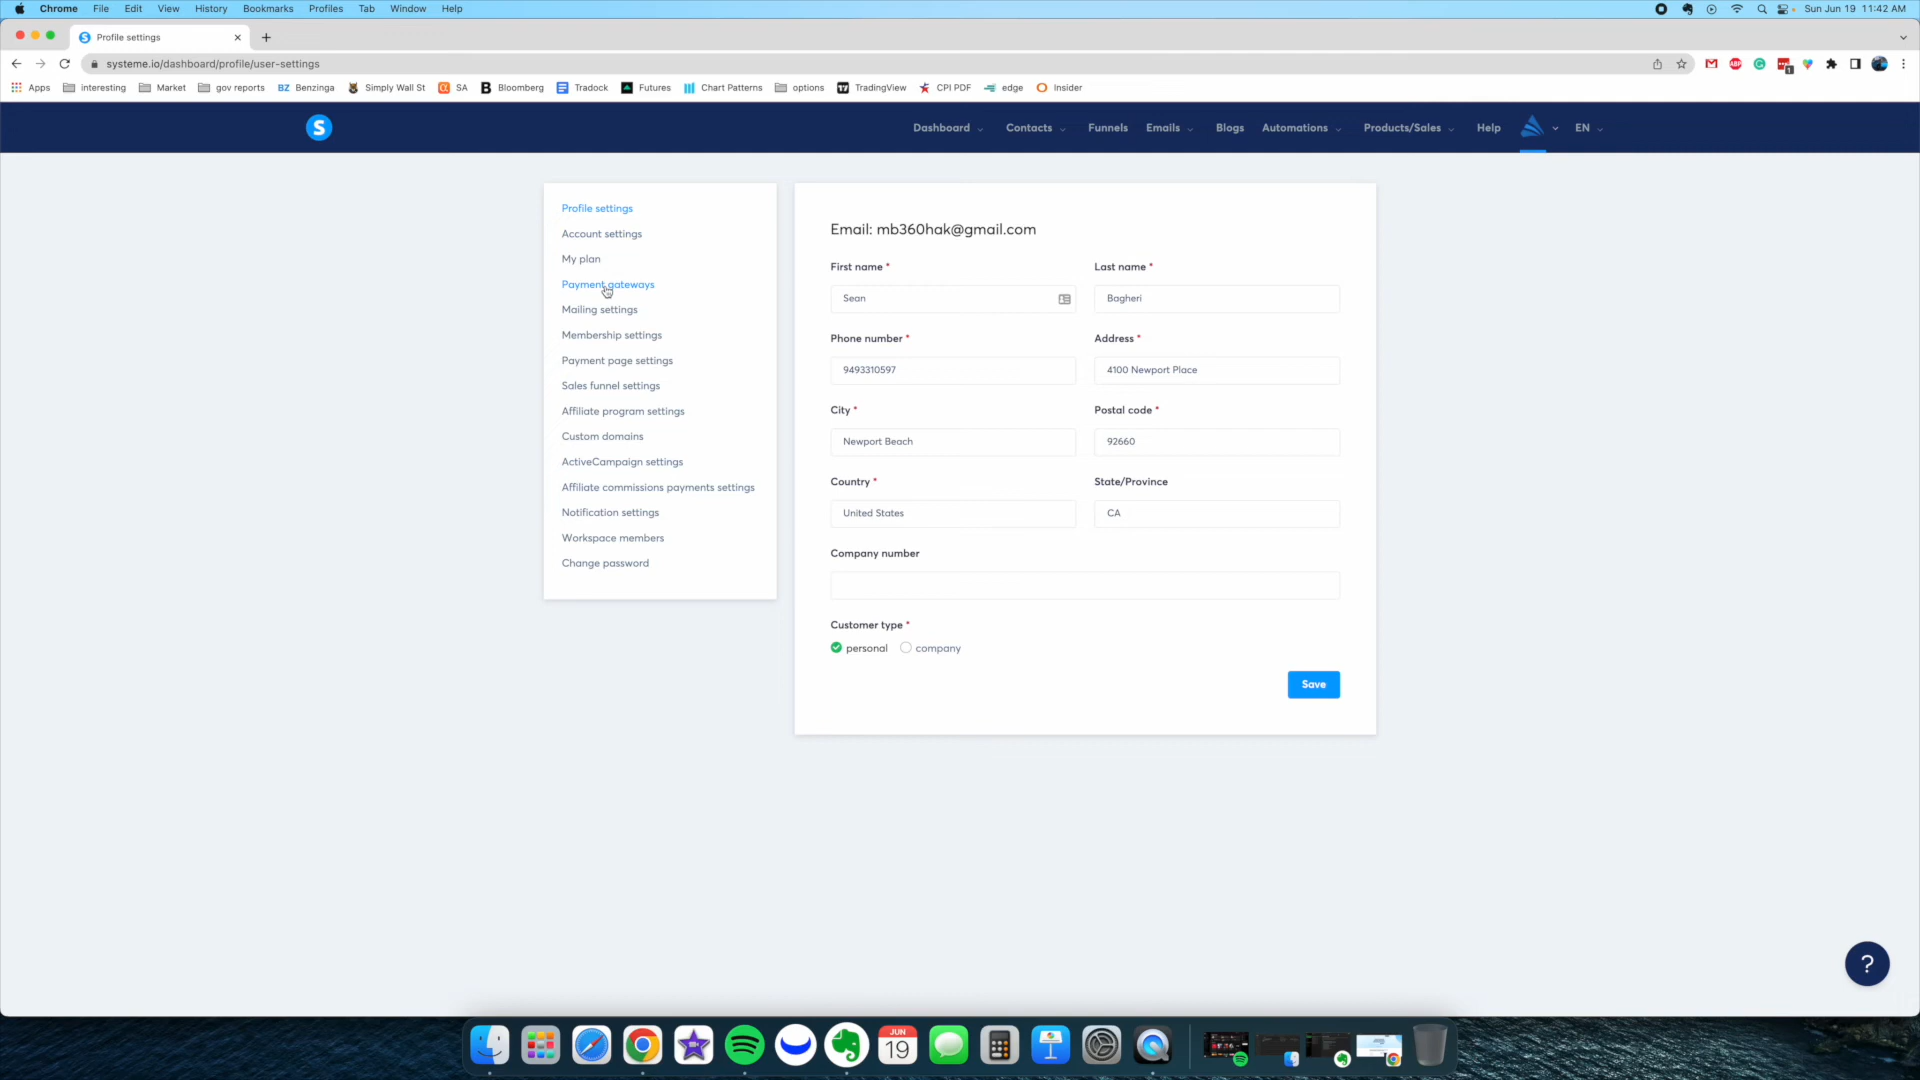 Chrome File Edit View History Bookmarks Profiles Tab Window Help Sun Jun 19 11:42 AM
Profile settings
systeme.io/dashboard/profile/user-settings
Apps interesting Market gov reports BZ Benzinga Simply Wall St SA Bloomberg Tradock Futures Chart Patterns options TradingView CPI PDF edge Insider
S Dashboard Contacts Funnels Emails Blogs Automations Products/Sales Help EN
Profile settings
Account settings
My plan
Payment gateways
Mailing settings
Membership settings
Payment page settings
Sales funnel settings
Affiliate program settings
Custom domains
ActiveCampaign settings
Affiliate commissions payments settings
Notification settings
Workspace members
Change password
Email: mb360hak@gmail.com
First name * Last name *
Sean Bagheri
Phone number * Address *
9493310597 4100 Newport Place
City * Postal code *
Newport Beach 92660
Country * State/Province
United States CA
Company number
Customer type *
personal company
Save
?
JUN
19